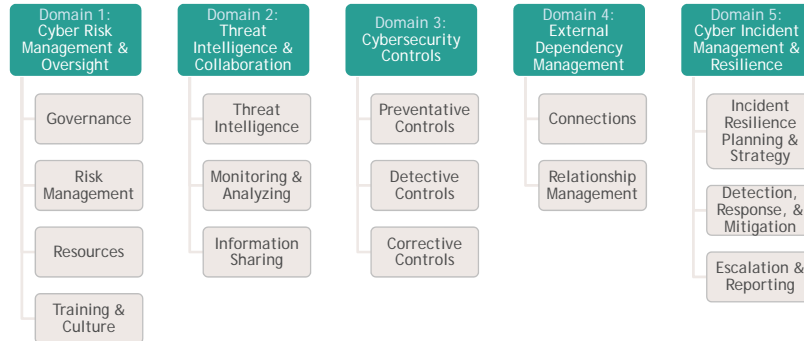 Domain 1:
Cyber Risk
Management &
Oversight
Governance
Risk
Management
Resources
Training &
Culture
Domain 2:
Threat
Intelligence &
Collaboration
Threat
Intelligence
Monitoring &
Analyzing
Information
Sharing
Domain 3:
Cybersecurity
Controls
Preventative
Controls
Detective
Controls
Corrective
Controls
Domain 4:
External
Dependency
Management
Connections
Relationship
Management
Domain 5:
Cyber Incident
Management &
Resilience
Incident
Resilience
Planning &
Strategy
Detection,
Response, &
Mitigation
Escalation &
Reporting